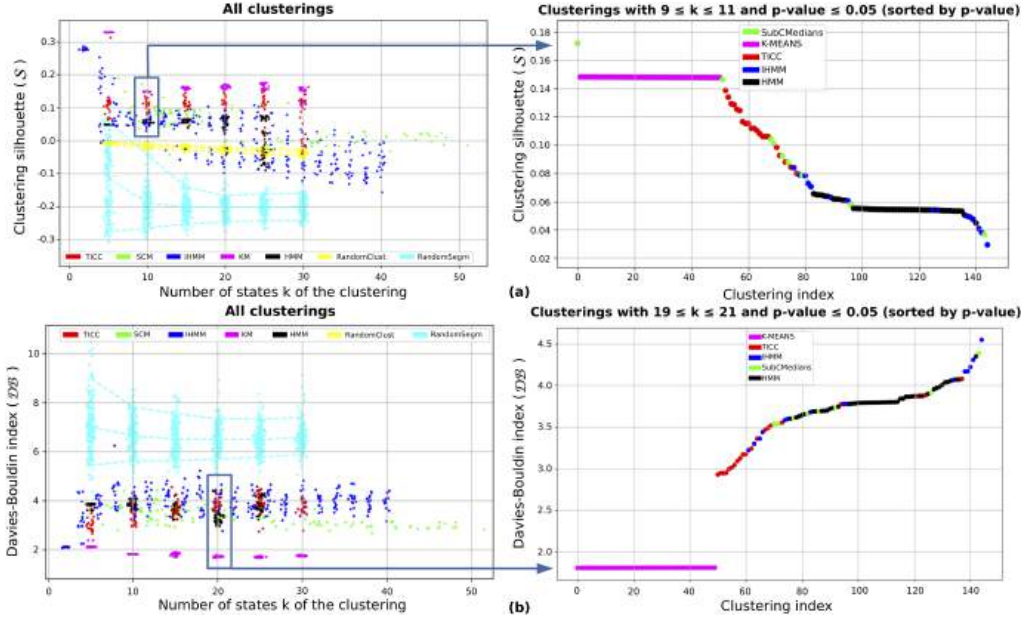 All clusterings
Clustering silhouette ( S )
0.3
0.2
0.1
0.0
-0.1
-0.2
-0.3
TICC SCM IHMM KM HMM RandomClust RandomSegm
0 10 20 30 40 50
Number of states k of the clustering
Clusterings with 9 ≤ k ≤ 11 and p-value ≤ 0.05 (sorted by p-value)
Clustering silhouette ( S )
0.18
0.16
0.14
0.12
0.10
0.08
0.06
0.04
0.02
SubCMedians
K-MEANS
TICC
IHMM
HMM
0 20 40 60 80 100 120 140
Clustering index
(a)
All clusterings
Davies-Bouldin index ( DB )
10
8
6
4
2
TICC SCM IHMM KM HMM RandomClust RandomSegm
0 10 20 30 40 50
Number of states k of the clustering
Clusterings with 19 ≤ k ≤ 21 and p-value ≤ 0.05 (sorted by p-value)
Davies-Bouldin index ( DB )
4.5
4.0
3.5
3.0
2.5
2.0
K-MEANS
TICC
IHMM
SubCMedians
HMM
0 20 40 60 80 100 120 140
Clustering index
(b)